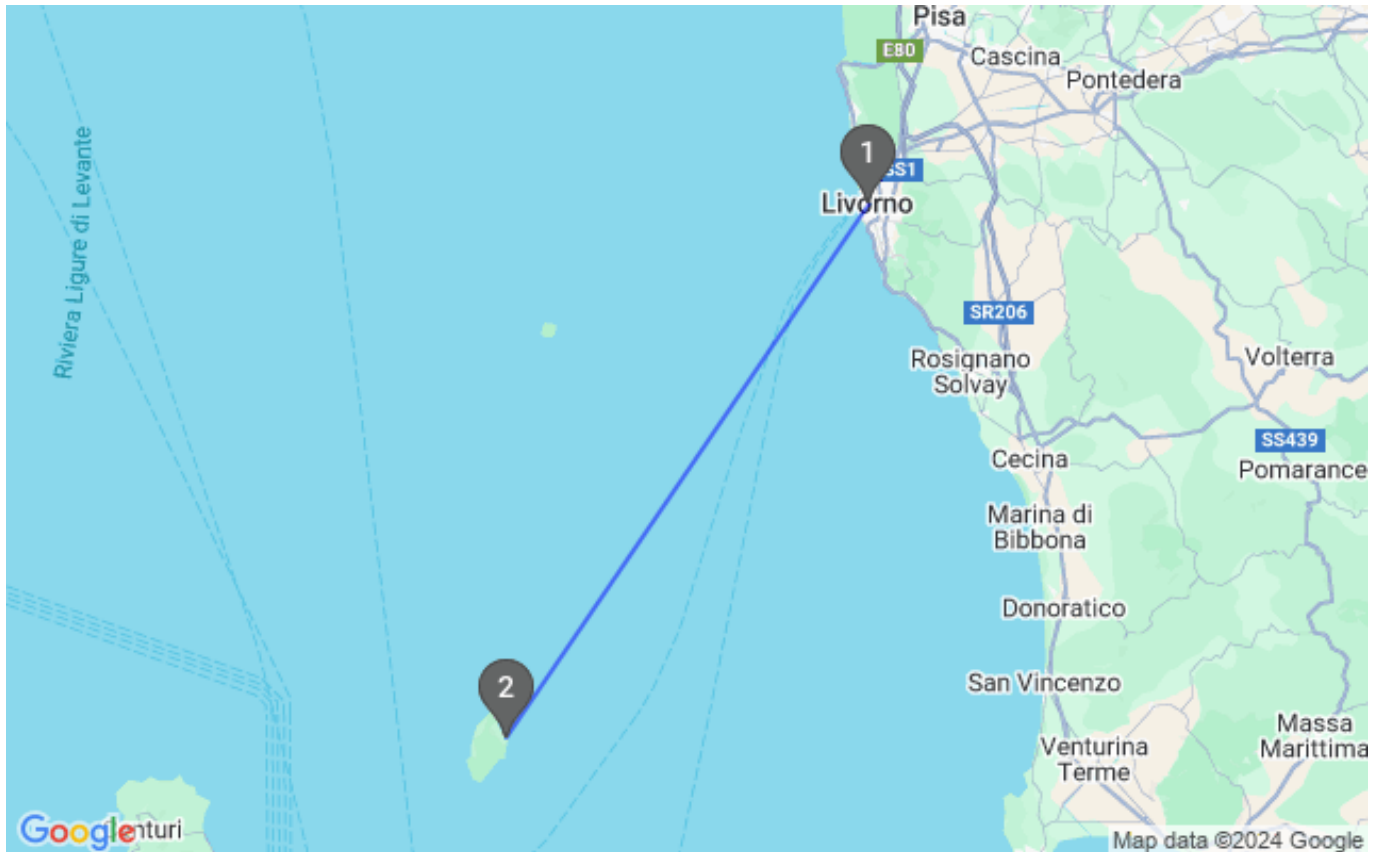 Pisa
E80
Cascina
Pontedera
Riviera Ligure di Levante
1
SS1
Livorno
SR206
Rosignano
Solvay
Volterra
SS439
Cecina
Pomarance
Marina di
Bibbona
Donoratico
2
San Vincenzo
Massa
Marittima
Venturina
Terme
Google
nturi
Map data ©2024 Google